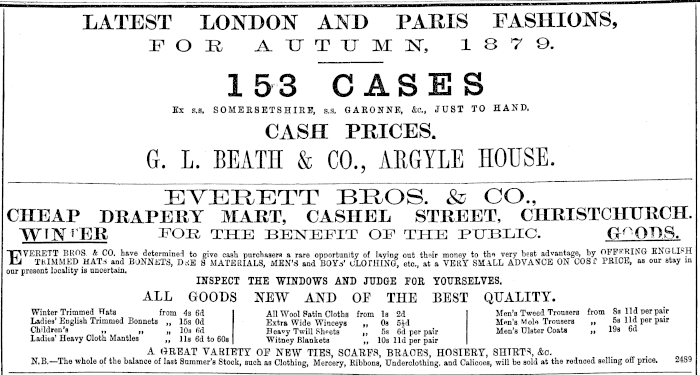 LATEST LONDON AND PARIS FASHIONS,
FOR AUTUMN, 1879.
153 CASES
Ex s.s. SOMERSETSHIRE, s.s. GARONNE, &c., JUST TO HAND.
CASH PRICES.
G. L. BEATH & CO., ARGYLE HOUSE.
EVERETT BROS. & CO.,
CHEAP DRAPERY MART, CASHEL STREET, CHRISTCHURCH.
WINTER FOR THE BENEFIT OF THE PUBLIC. GOODS.
EVERETT BROS. & CO. have determined to give cash purchasers a rare opportunity of laying out their money to the very best advantage, by OFFERING ENGLISH
TRIMMED HATS and BONNETS, DRESS MATERIALS, MEN'S and BOYS' CLOTHING, etc., at a VERY SMALL ADVANCE ON COST PRICE, as our stay in
our present locality is uncertain.
INSPECT THE WINDOWS AND JUDGE FOR YOURSELVES,
ALL GOODS NEW AND OF THE BEST QUALITY.
Winter Trimmed Hats from 4s 6d
Ladies' English Trimmed Bonnets ,, 15s 0d
Children's ,, ,, ,, 10s 6d
Ladies' Heavy Cloth Mantles ,, 11s 6d to 60s
All Wool Satin Cloths from 1s 2d
Extra Wide Winceys ,, 0s 5½d
Heavy Twill Sheets ,, 5s 6d per pair
Witney Blankets ,, 10s 11d per pair
Men's Tweed Trousers from 8s 11d per pair
Men's Mole Trousers ,, 5s 11d per pair
Men's Ulster Coats ,, 19s 6d
A GREAT VARIETY OF NEW TIES, SCARFS, BRACES, HOSIERY, SHIRTS, &c.
N.B.—The whole of the balance of last Summer's Stock, such as Clothing, Mercery, Ribbons, Underclothing, and Calicoes, will be sold at the reduced selling off price. 2489